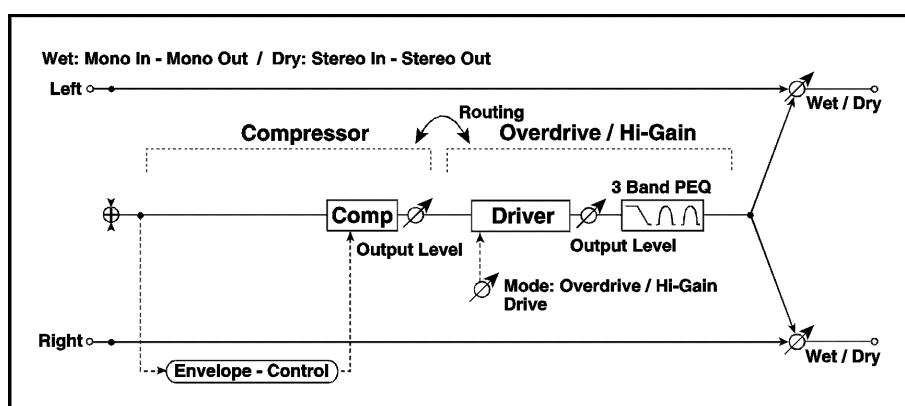 Wet: Mono In - Mono Out / Dry: Stereo In - Stereo Out
Left
Wet / Dry
Routing
Compressor
Overdrive / Hi-Gain
3 Band PEQ
Comp
Driver
Output Level
Output Level
Mode: Overdrive / Hi-Gain
Drive
Right
Wet / Dry
Envelope - Control